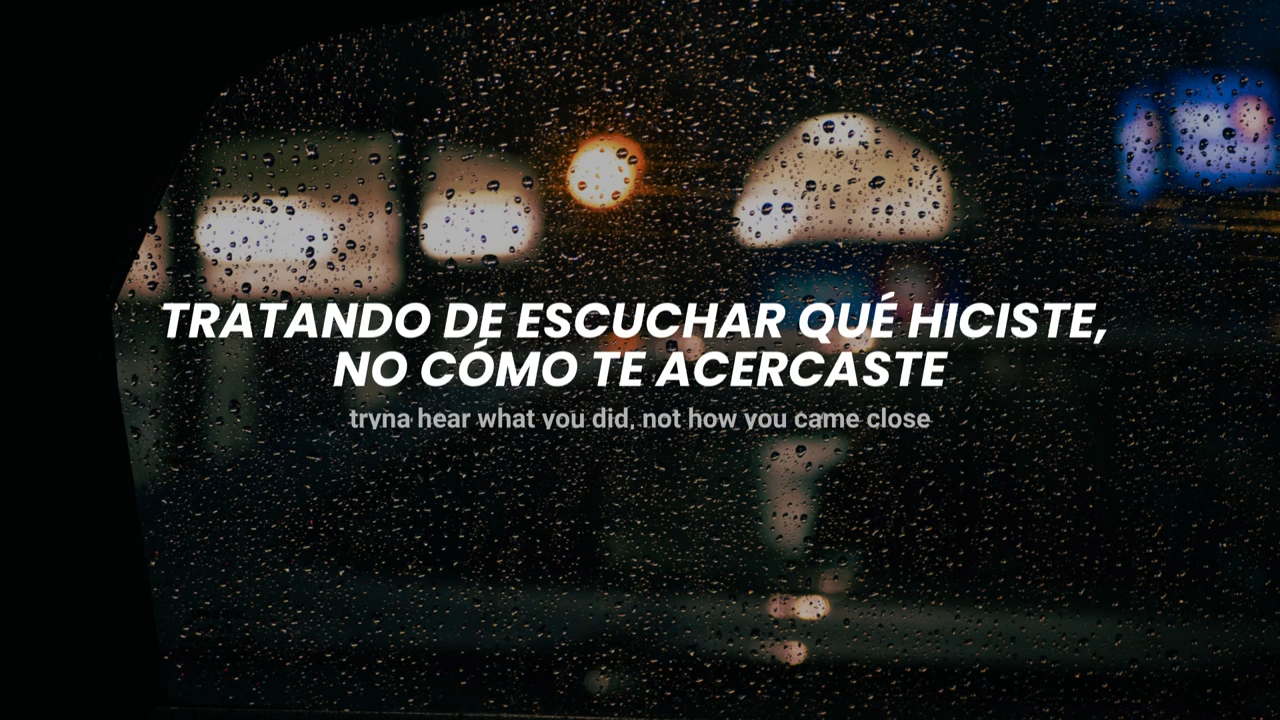 TRATANDO DE ESCUCHAR QUÉ HICISTE,
NO CÓMO TE ACERCASTE
tryna hear what you did, not how you came close